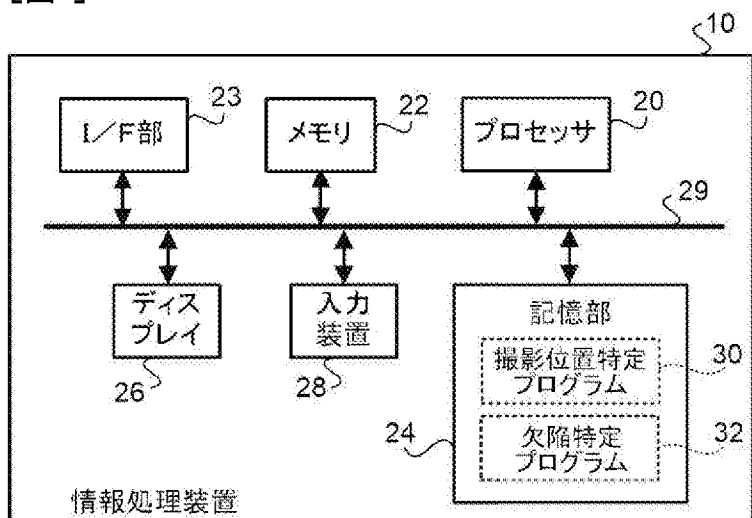 10
I/F部
23
メモリ
22
プロセッサ
20
29
ディス
プレイ
26
入力
装置
28
記憶部
撮影位置特定
プログラム
30
欠陥特定
プログラム
32
24
情報処理装置